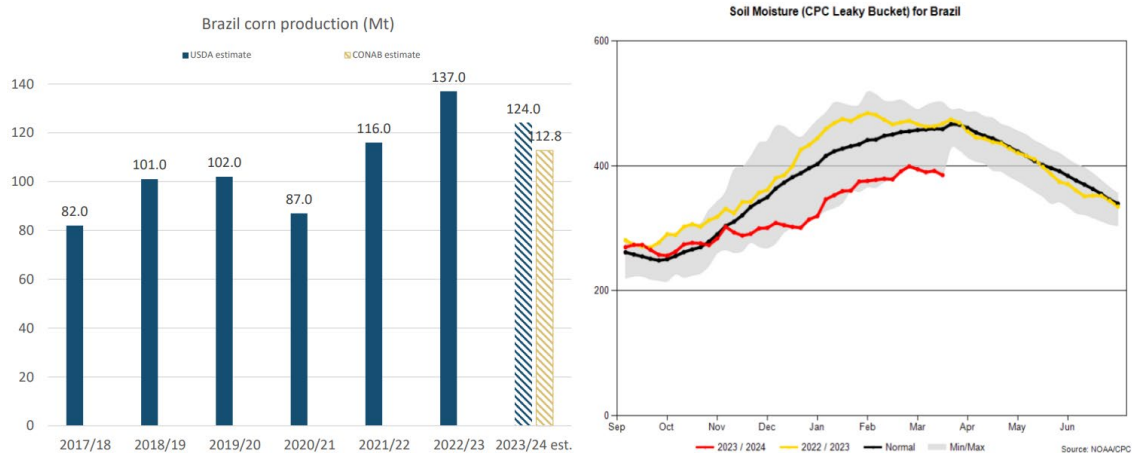 Brazil corn production (Mt)
USDA estimate CONAB estimate
140
120
100
80
60
40
20
0
82.0
101.0
102.0
87.0
116.0
137.0
124.0
112.8
2017/18 2018/19 2019/20 2020/21 2021/22 2022/23 2023/24 est.
Soil Moisture (CPC Leaky Bucket) for Brazil
600
400
200
0
Sep Oct Nov Dec Jan Feb Mar Apr May Jun
2023 / 2024 2022 / 2023 Normal Min/Max
Source: NOAA/CPC